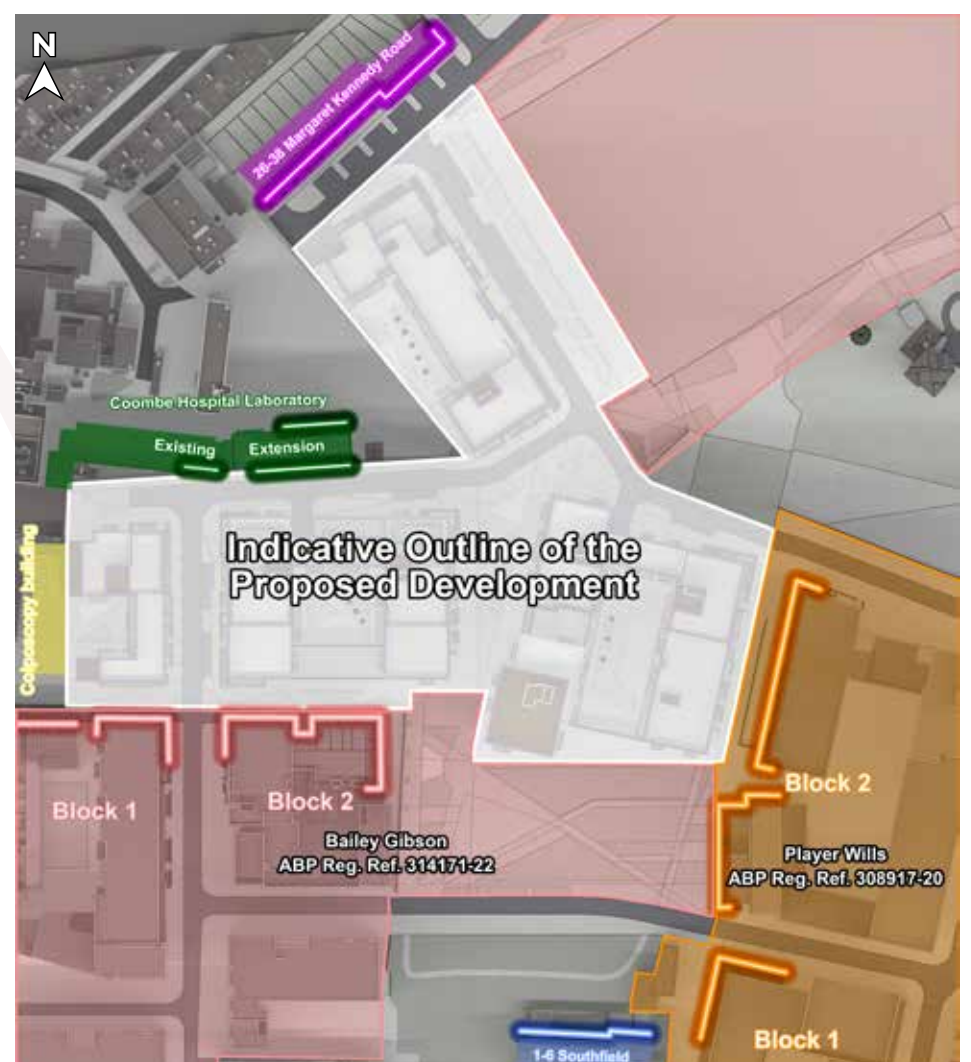 N
26-38 Margaret Kennedy Road
Coombe Hospital Laboratory
Existing
Extension
Colposcopy building
Indicative Outline of the
Proposed Development
Block 1
Block 2
Bailey Gibson
ABP Reg. Ref. 314171-22
Block 2
Player Wills
ABP Reg. Ref. 308917-20
Block 1
1-6 Southfield